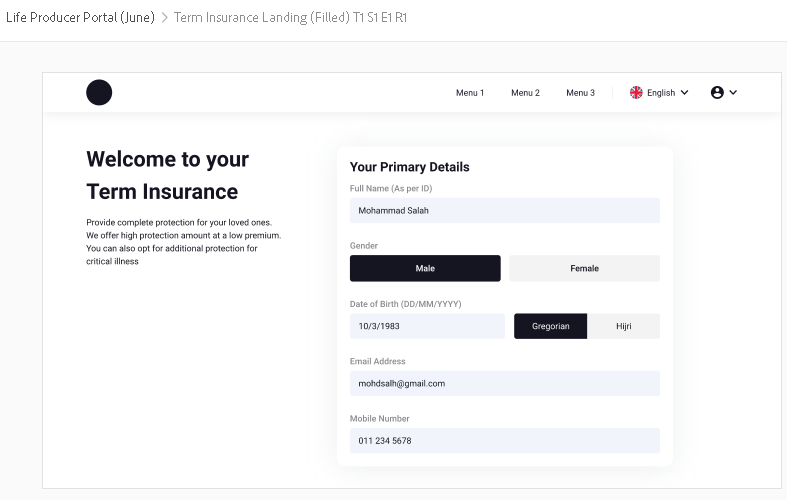 Life Producer Portal (June) > Term Insurance Landing (Filled) T1 S1 E1 R1
Menu 1 Menu 2 Menu 3 English
Welcome to your
Term Insurance
Provide complete protection for your loved ones.
We offer high protection amount at a low premium.
You can also opt for additional protection for
critical illness
Your Primary Details
Full Name (As per ID)
Mohammad Salah
Gender
Male Female
Date of Birth (DD/MM/YYYY)
10/3/1983 Gregorian Hijri
Email Address
mohdsalh@gmail.com
Mobile Number
011 234 5678